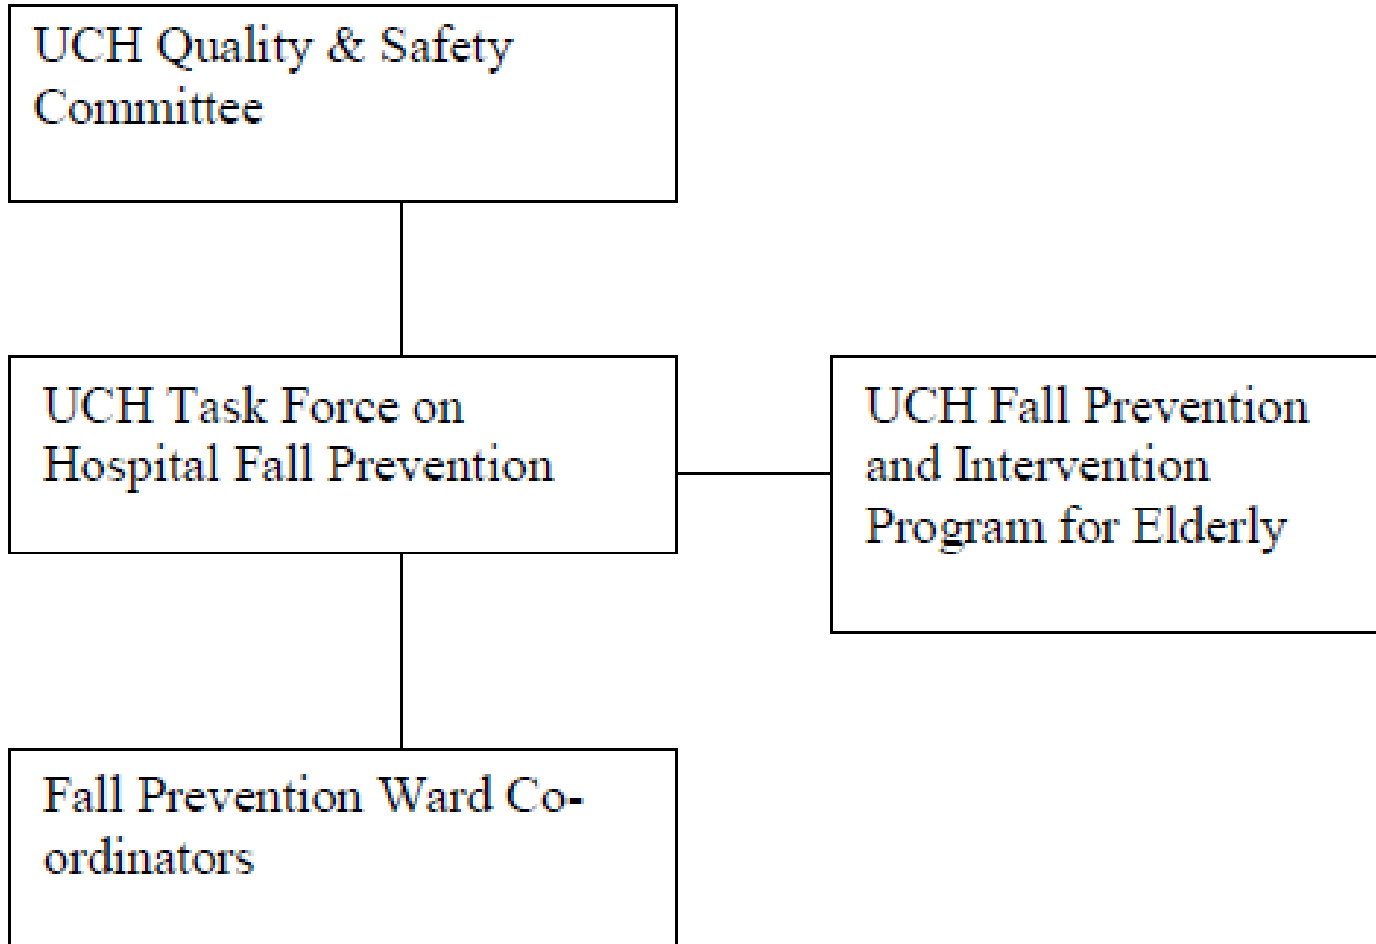 UCH Quality & Safety
Committee
UCH Task Force on
Hospital Fall Prevention
UCH Fall Prevention
and Intervention
Program for Elderly
Fall Prevention Ward Co-
ordinators